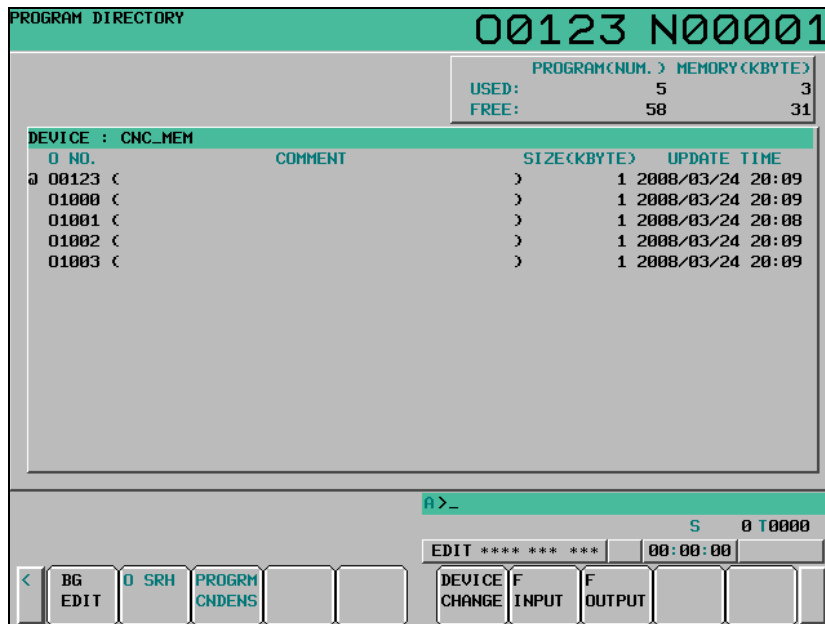 PROGRAM DIRECTORY O0123 N00001
PROGRAM(NUM.) MEMORY(KBYTE)
USED: 5 3
FREE: 58 31
DEVICE : CNC_MEM
O NO. COMMENT SIZE(KBYTE) UPDATE TIME
@ O0123 ( ) 1 2008/03/24 20:09
O1000 ( ) 1 2008/03/24 20:09
O1001 ( ) 1 2008/03/24 20:08
O1002 ( ) 1 2008/03/24 20:09
O1003 ( ) 1 2008/03/24 20:09
A>_
S 0 T0000
EDIT **** *** *** 00:00:00
< BG EDIT O SRH PROGRM CNDENS DEVICE CHANGE F INPUT F OUTPUT